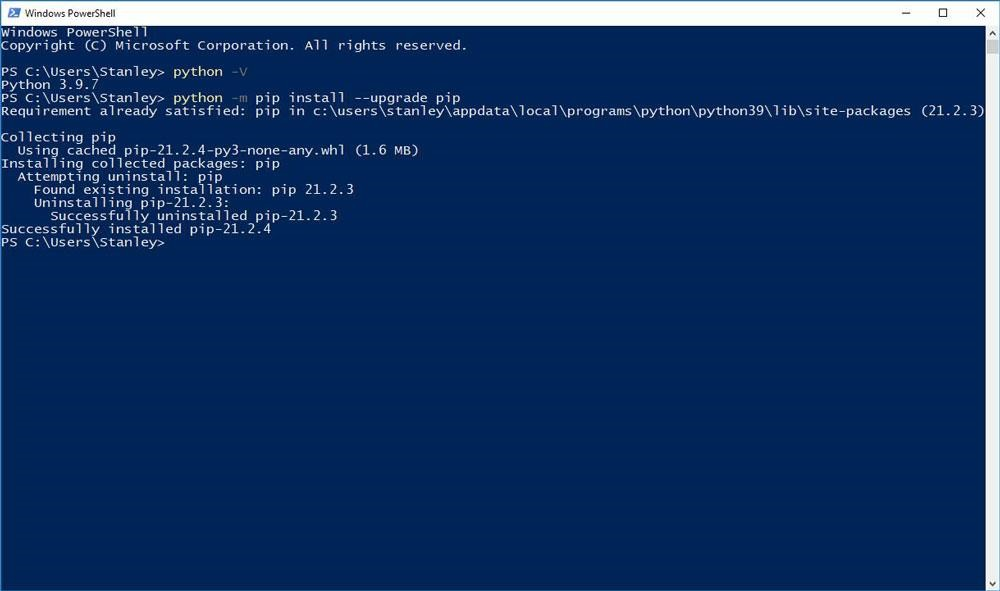 Windows PowerShell
Windows PowerShell
Copyright (C) Microsoft Corporation. All rights reserved.
PS C:\Users\Stanley> python -V
Python 3.9.7
PS C:\Users\Stanley> python -m pip install --upgrade pip
Requirement already satisfied: pip in c:\users\stanley\appdata\local\programs\python\python39\lib\site-packages (21.2.3)
Collecting pip
  Using cached pip-21.2.4-py3-none-any.whl (1.6 MB)
Installing collected packages: pip
  Attempting uninstall: pip
    Found existing installation: pip 21.2.3
    Uninstalling pip-21.2.3:
      Successfully uninstalled pip-21.2.3
Successfully installed pip-21.2.4
PS C:\Users\Stanley>